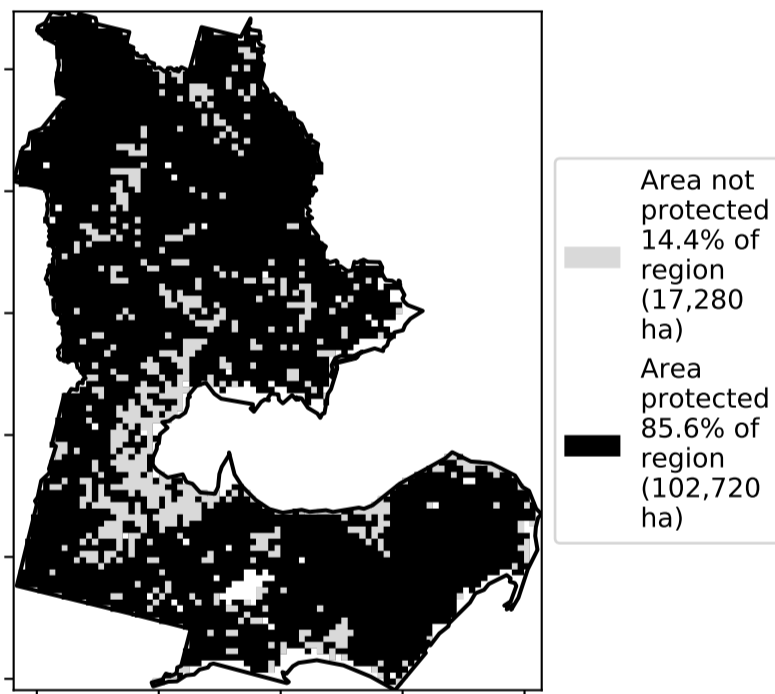 Area not
protected
14.4% of
region
(17,280
ha)
Area
protected
85.6% of
region
(102,720
ha)